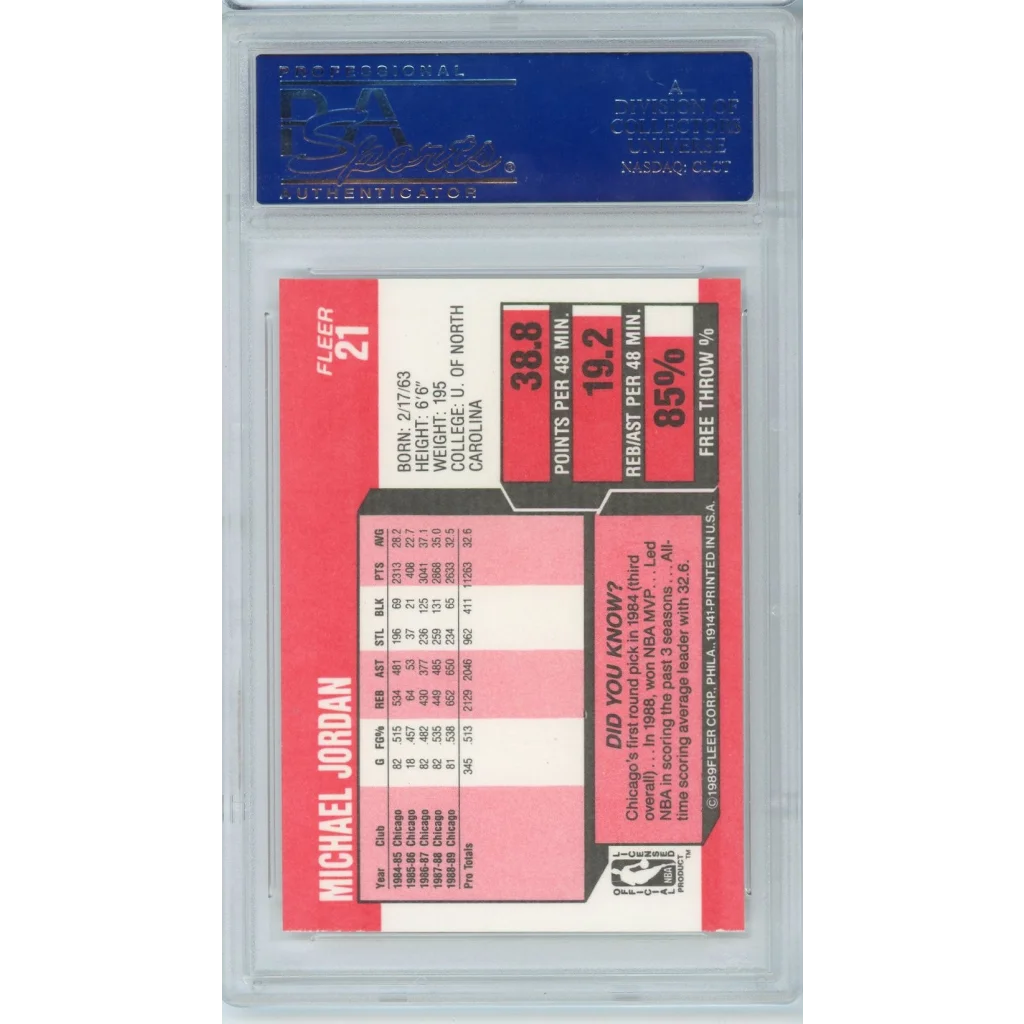 PROFESSIONAL
PSA
Sports®
AUTHENTICATOR
A
DIVISION OF
COLLECTORS
UNIVERSE
NASDAQ: CLCT
MICHAEL JORDAN
FLEER
21
Year Club G FG% REB AST STL BLK PTS AVG
1984-85 Chicago 82 .515 534 481 196 69 2313 28.2
1985-86 Chicago 18 .457 64 53 37 21 408 22.7
1986-87 Chicago 82 .482 430 377 236 125 3041 37.1
1987-88 Chicago 82 .535 449 485 259 131 2868 35.0
1988-89 Chicago 81 .538 652 650 234 65 2633 32.5
Pro Totals 345 .513 2129 2046 962 411 11263 32.6
BORN: 2/17/63
HEIGHT: 6'6"
WEIGHT: 195
COLLEGE: U. OF NORTH
CAROLINA
38.8
POINTS PER 48 MIN.
19.2
REB/AST PER 48 MIN.
85%
FREE THROW %
DID YOU KNOW?
Chicago's first round pick in 1984 (third
overall) . . . In 1988, won NBA MVP . . . Led
NBA in scoring the past 3 seasons . . . All-
time scoring average leader with 32.6.
OFFICIAL
LICENSED
NBA
PRODUCT™
©1989 FLEER CORP., PHILA., 19141-PRINTED IN U.S.A.